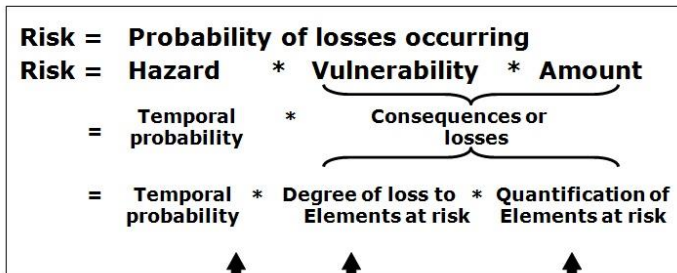 Risk = Probability of losses occurring
Risk = Hazard * Vulnerability * Amount
= Temporal probability * Consequences or losses
= Temporal probability * Degree of loss to Elements at risk * Quantification of Elements at risk